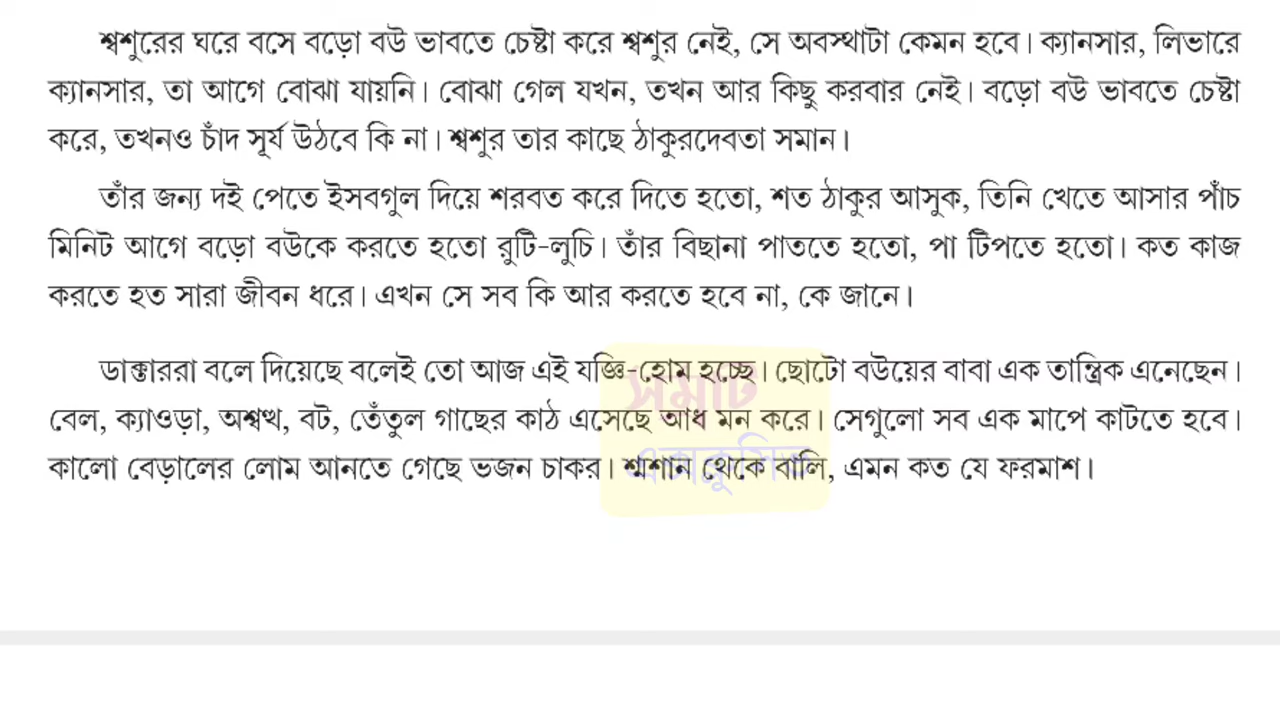 শ্বশুরের ঘরে বসে বড়ো বউ ভাবতে চেষ্টা করে শ্বশুর নেই, সে অবস্থাটা কেমন হবে। ক্যানসার, লিভারে
ক্যানসার, তা আগে বোঝা যায়নি। বোঝা গেল যখন, তখন আর কিছু করবার নেই। বড়ো বউ ভাবতে চেষ্টা
করে, তখনও চাঁদ সূর্য উঠবে কি না। শ্বশুর তার কাছে ঠাকুরদেবতা সমান।
তাঁর জন্য দই পেতে ইসবগুল দিয়ে শরবত করে দিতে হতো, শত ঠাকুর আসুক, তিনি খেতে আসার পাঁচ
মিনিট আগে বড়ো বউকে করতে হতো রুটি-লুচি। তাঁর বিছানা পাততে হতো, পা টিপতে হতো। কত কাজ
করতে হত সারা জীবন ধরে। এখন সে সব কি আর করতে হবে না, কে জানে।
ডাক্তাররা বলে দিয়েছে বলেই তো আজ এই যজ্ঞি-হোম হচ্ছে। ছোটো বউয়ের বাবা এক তান্ত্রিক এনেছেন।
বেল, ক্যাওড়া, অশ্বত্থ, বট, তেঁতুল গাছের কাঠ এসেছে আধ মন করে। সেগুলো সব এক মাপে কাটতে হবে।
কালো বেড়ালের লোম আনতে গেছে ভজন চাকর। শ্মশান থেকে বালি, এমন কত যে ফরমাশ।